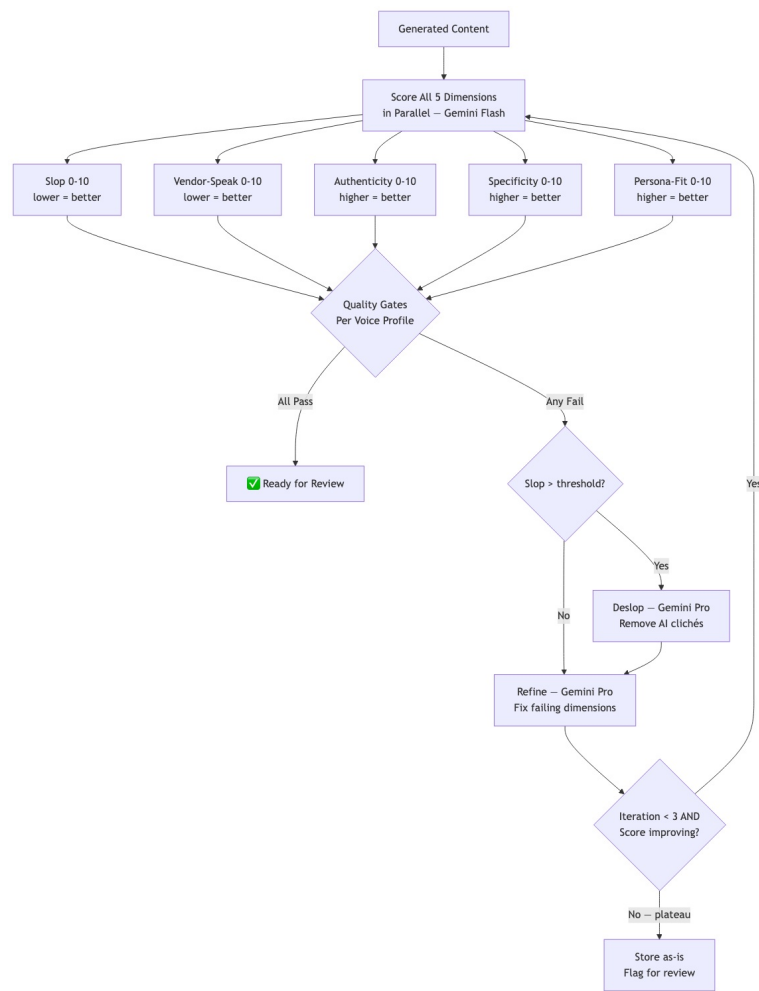 Generated Content
Score All 5 Dimensions
in Parallel — Gemini Flash
Slop 0-10
lower = better
Vendor-Speak 0-10
lower = better
Authenticity 0-10
higher = better
Specificity 0-10
higher = better
Persona-Fit 0-10
higher = better
Quality Gates
Per Voice Profile
All Pass
Any Fail
✅ Ready for Review
Slop > threshold?
Yes
Yes
Deslop — Gemini Pro
Remove AI clichés
No
Refine — Gemini Pro
Fix failing dimensions
Iteration < 3 AND
Score improving?
No — plateau
Store as-is
Flag for review